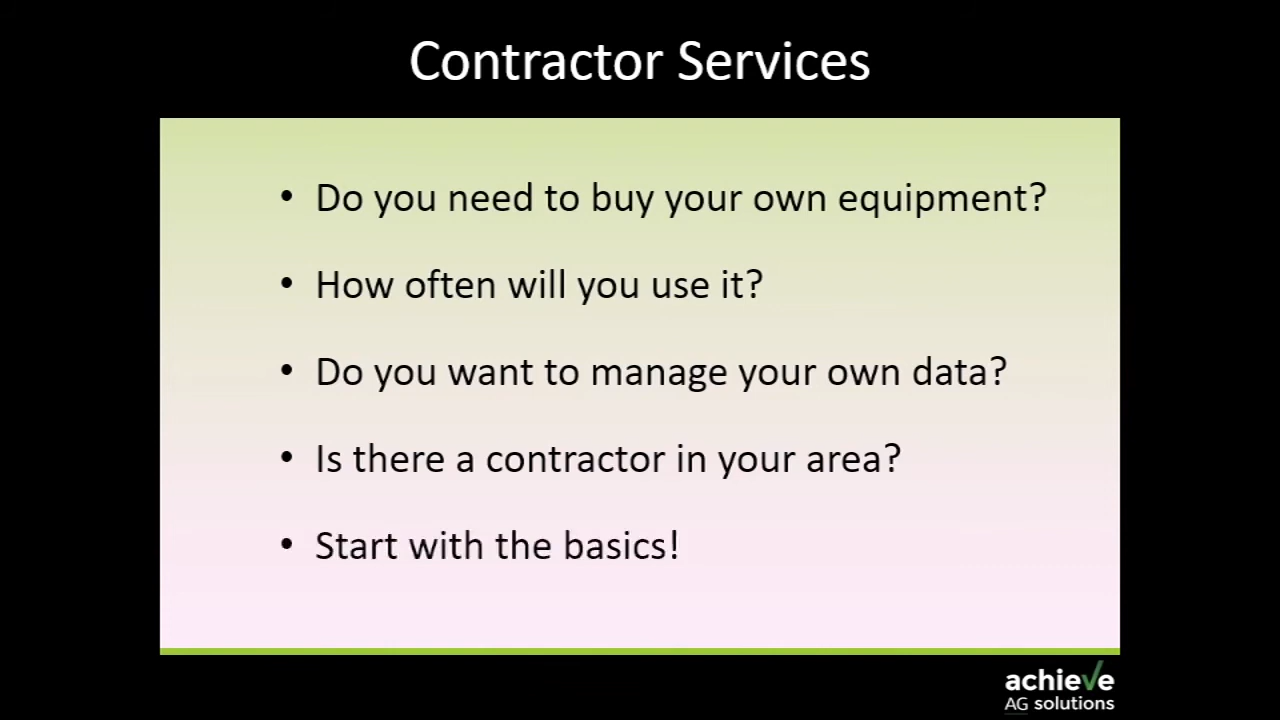 Contractor Services
• Do you need to buy your own equipment?
• How often will you use it?
• Do you want to manage your own data?
• Is there a contractor in your area?
• Start with the basics!
achieve
AG solutions